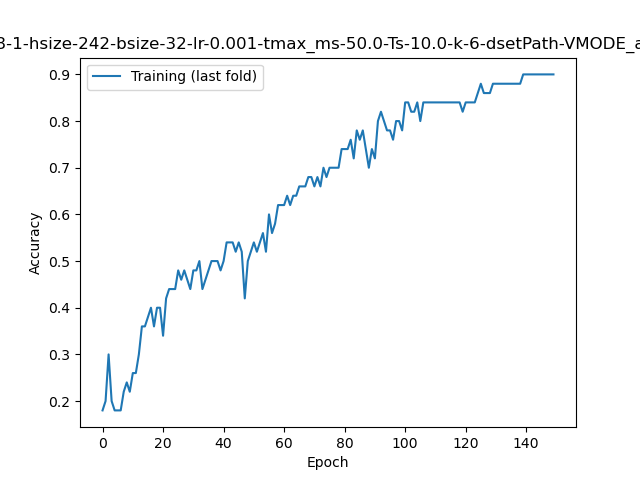 3-1-hsize-242-bsize-32-lr-0.001-tmax_ms-50.0-Ts-10.0-k-6-dsetPath-VMODE_a
Training (last fold)
0.9
0.8
0.7
0.6
0.5
0.4
0.3
0.2
Accuracy
0 20 40 60 80 100 120 140
Epoch